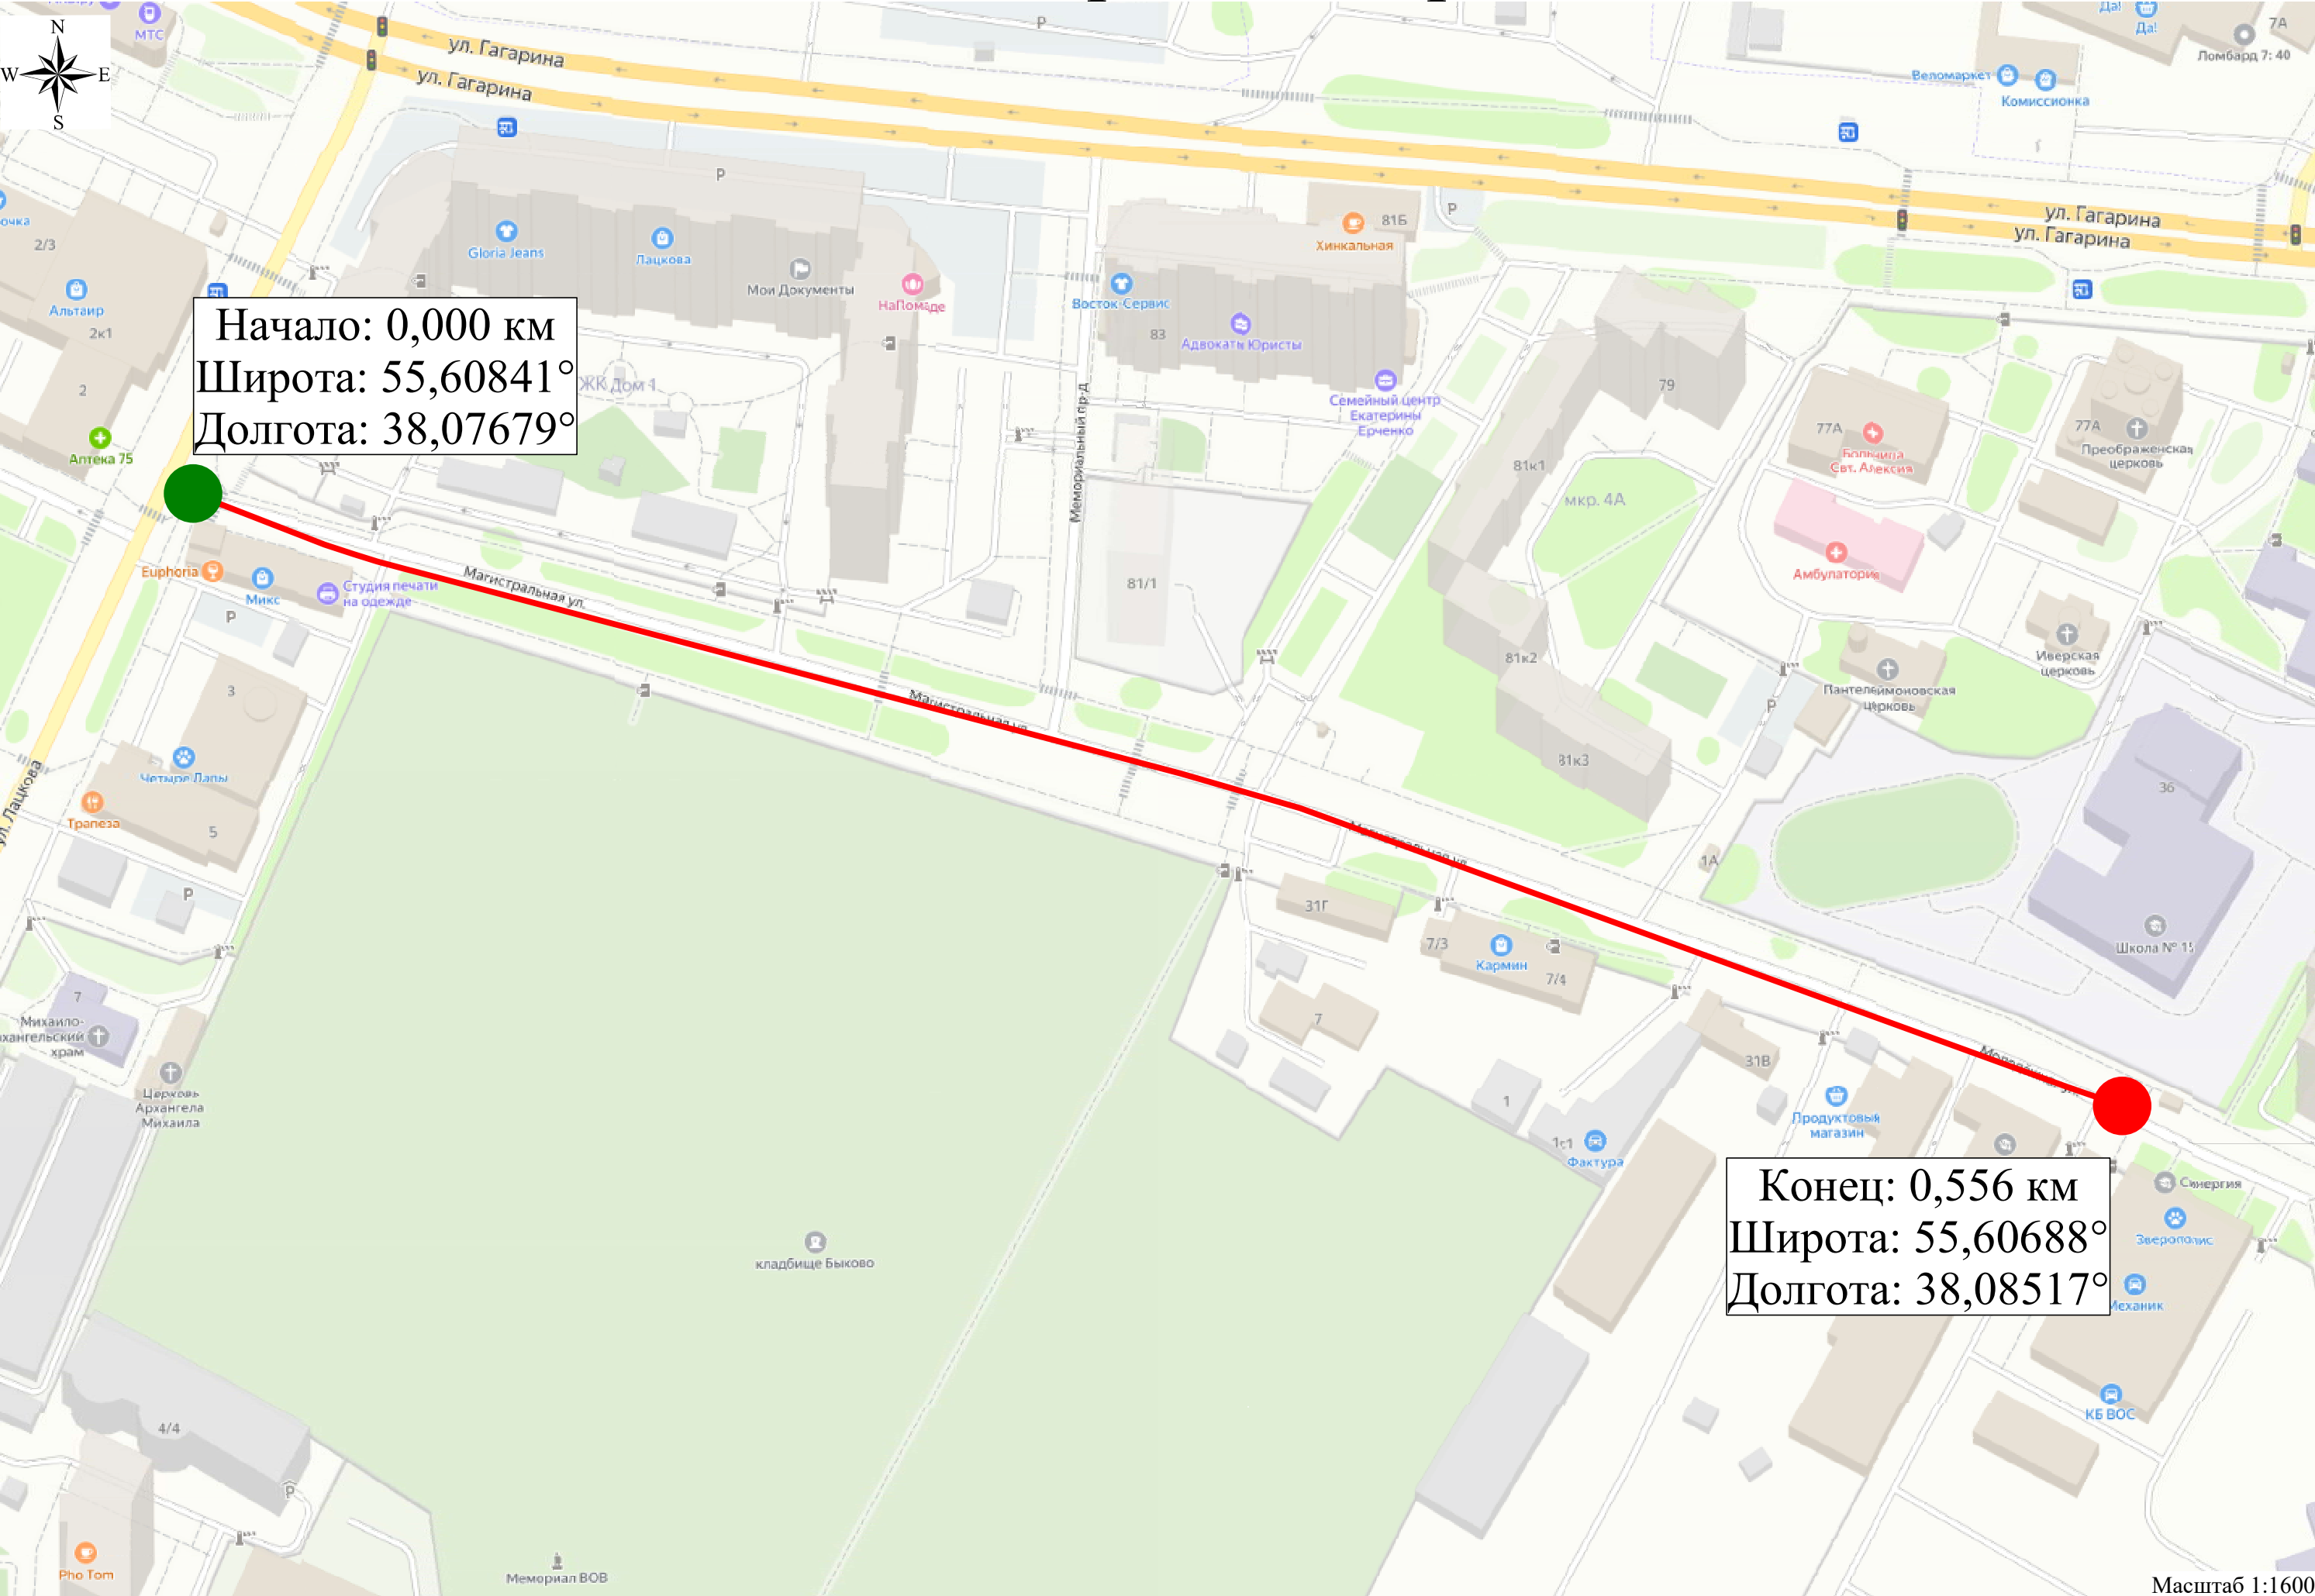 МТС
N
W
E
S
ул. Гагарина
ул. Гагарина
P
Да!
Да!
7А
Ломбард 7: 40
Веломаркет
Комиссионка
ул. Гагарина
ул. Гагарина
P
P
81Б
Хинкальная
очка
2/3
Альтаир
2к1
2
Аптека 75
Gloria Jeans
Лацкова
Мои Документы
НаПомаде
Восток-Сервис
83
Адвокаты Юристы
Семейный центр
Екатерины
Ерченко
79
77А
Больница
Свт. Алексия
77А
Преображенская
церковь
Начало: 0,000 км
Широта: 55,60841°
Долгота: 38,07679°
ЖК Дом 1
Мемориальный пр-д
81к1
мкр. 4А
Амбулатория
81/1
Euphoria
Микс
Студия печати
на одежде
Магистральная ул.
P
81к2
Иверская
церковь
Пантелеймоновская
церковь
P
3
Магистральная ул.
81к3
36
Четыре Лапы
Трапеза
5
ул. Лацкова
Магистральная ул.
1А
P
31Г
7/3
Кармин
7/4
Школа № 15
7
Михаило-
хангельский
храм
7
Церковь
Архангела
Михаила
31В
1
1с1
Фактура
Продуктовый
магазин
Конец: 0,556 км
Широта: 55,60688°
Долгота: 38,08517°
Синергия
Зверополис
Механик
кладбище Быково
КБ ВОС
4/4
P
Pho Tom
Мемориал ВОВ
Масштаб 1:1600